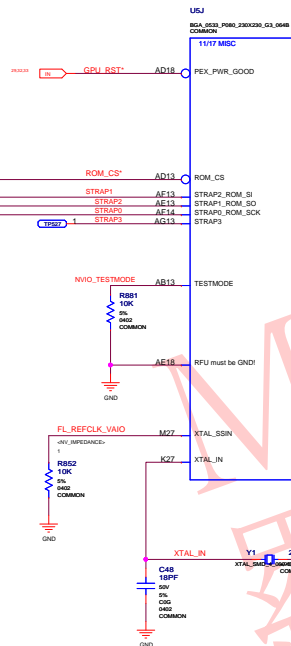 U5J
BGA_0533_P080_230X230_G3_064B
COMMON
11/17 MISC
IN
GPU_RST*
AD18
PEX_PWR_GOOD
ROM_CS*
AD13
ROM_CS
STRAP1
AF13
STRAP2_ROM_SI
STRAP2
AE13
STRAP1_ROM_SO
STRAP0
AF14
STRAP0_ROM_SCK
TP527
1
STRAP3
AG13
STRAP3
NVIO_TESTMODE
AB13
TESTMODE
R881
10K
5%
0402
COMMON
AE18
RFU must be GND!
GND
FL_REFCLK_VAIO
M27
XTAL_SSIN
<NV_IMPEDANCE>
1
K27
XTAL_IN
R852
10K
5%
0402
COMMON
GND
XTAL_IN
Y1
C48
18PF
50V
5%
C0G
0402
COMMON
GND